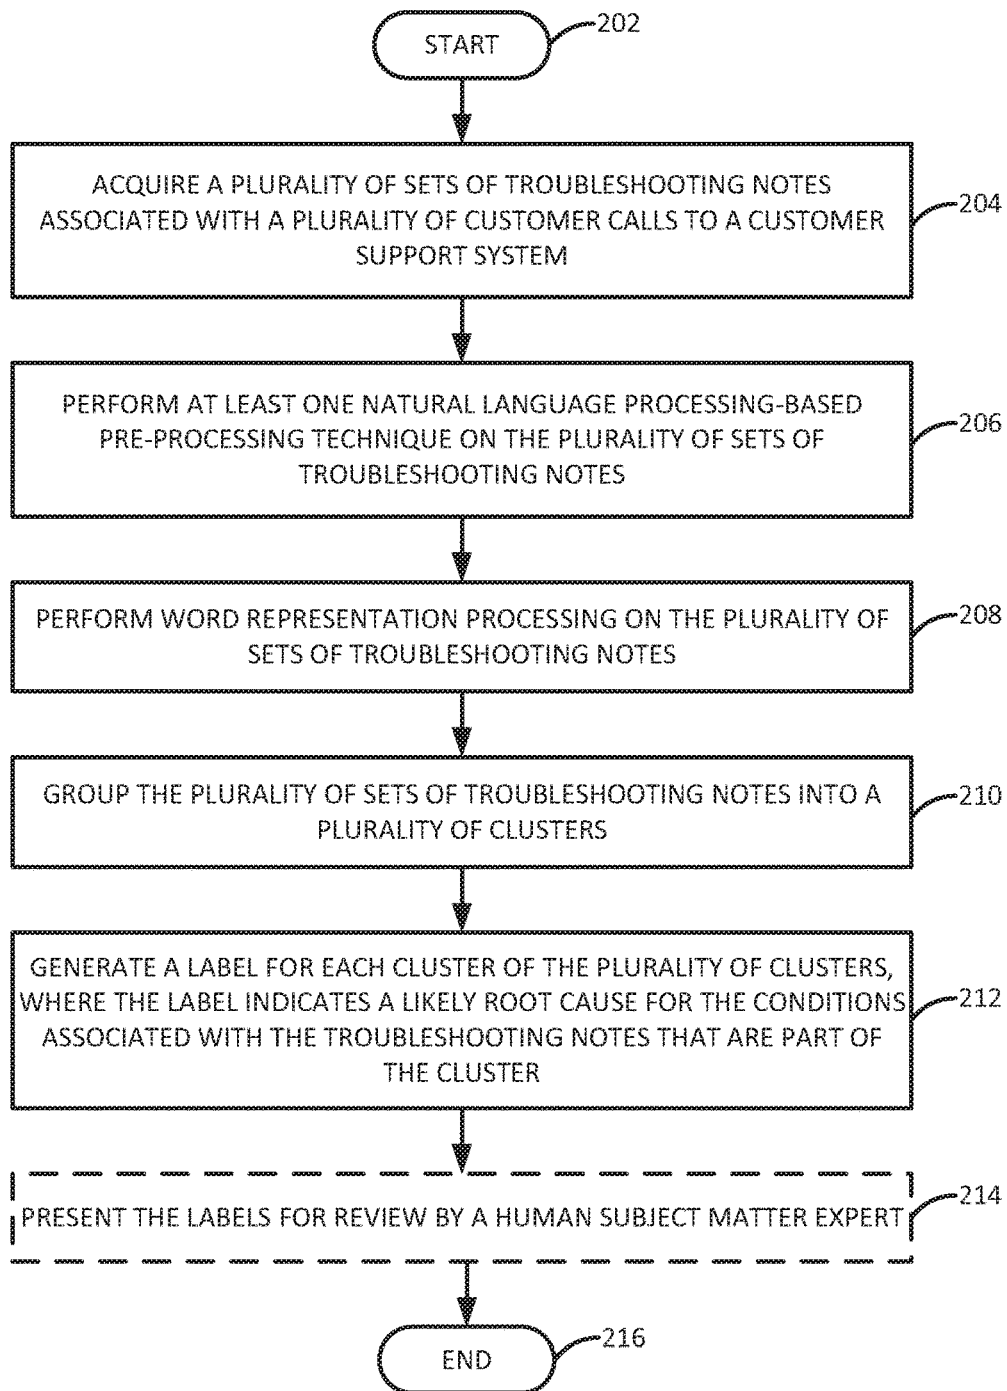 START
202
ACQUIRE A PLURALITY OF SETS OF TROUBLESHOOTING NOTES
ASSOCIATED WITH A PLURALITY OF CUSTOMER CALLS TO A CUSTOMER
SUPPORT SYSTEM
204
PERFORM AT LEAST ONE NATURAL LANGUAGE PROCESSING-BASED
PRE-PROCESSING TECHNIQUE ON THE PLURALITY OF SETS OF
TROUBLESHOOTING NOTES
206
PERFORM WORD REPRESENTATION PROCESSING ON THE PLURALITY OF
SETS OF TROUBLESHOOTING NOTES
208
GROUP THE PLURALITY OF SETS OF TROUBLESHOOTING NOTES INTO A
PLURALITY OF CLUSTERS
210
GENERATE A LABEL FOR EACH CLUSTER OF THE PLURALITY OF CLUSTERS,
WHERE THE LABEL INDICATES A LIKELY ROOT CAUSE FOR THE CONDITIONS
ASSOCIATED WITH THE TROUBLESHOOTING NOTES THAT ARE PART OF
THE CLUSTER
212
PRESENT THE LABELS FOR REVIEW BY A HUMAN SUBJECT MATTER EXPERT
214
END
216